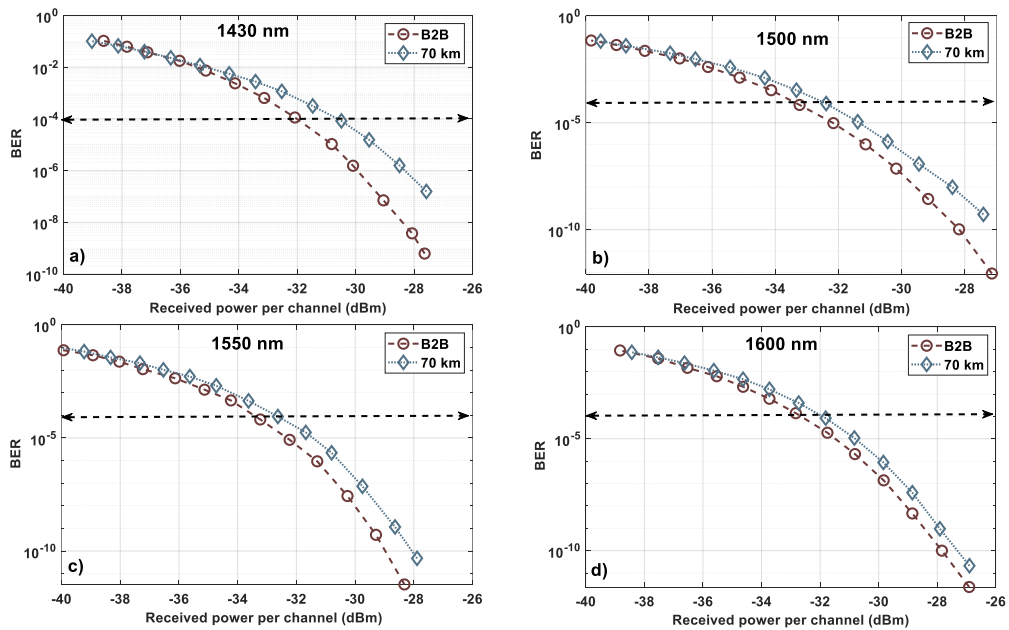 1430 nm
B2B
70 km
10^0
10^-2
10^-4
10^-6
10^-8
10^-10
BER
a)
-40 -38 -36 -34 -32 -30 -28 -26
Received power per channel (dBm)
1500 nm
B2B
70 km
10^0
10^-5
10^-10
BER
b)
-40 -38 -36 -34 -32 -30 -28
Received power per channel (dBm)
1550 nm
B2B
70 km
10^0
10^-5
10^-10
BER
c)
-40 -38 -36 -34 -32 -30 -28 -26
Received power per channel (dBm)
1600 nm
B2B
70 km
10^0
10^-5
10^-10
BER
d)
-40 -38 -36 -34 -32 -30 -28 -26
Received power per channel (dBm)